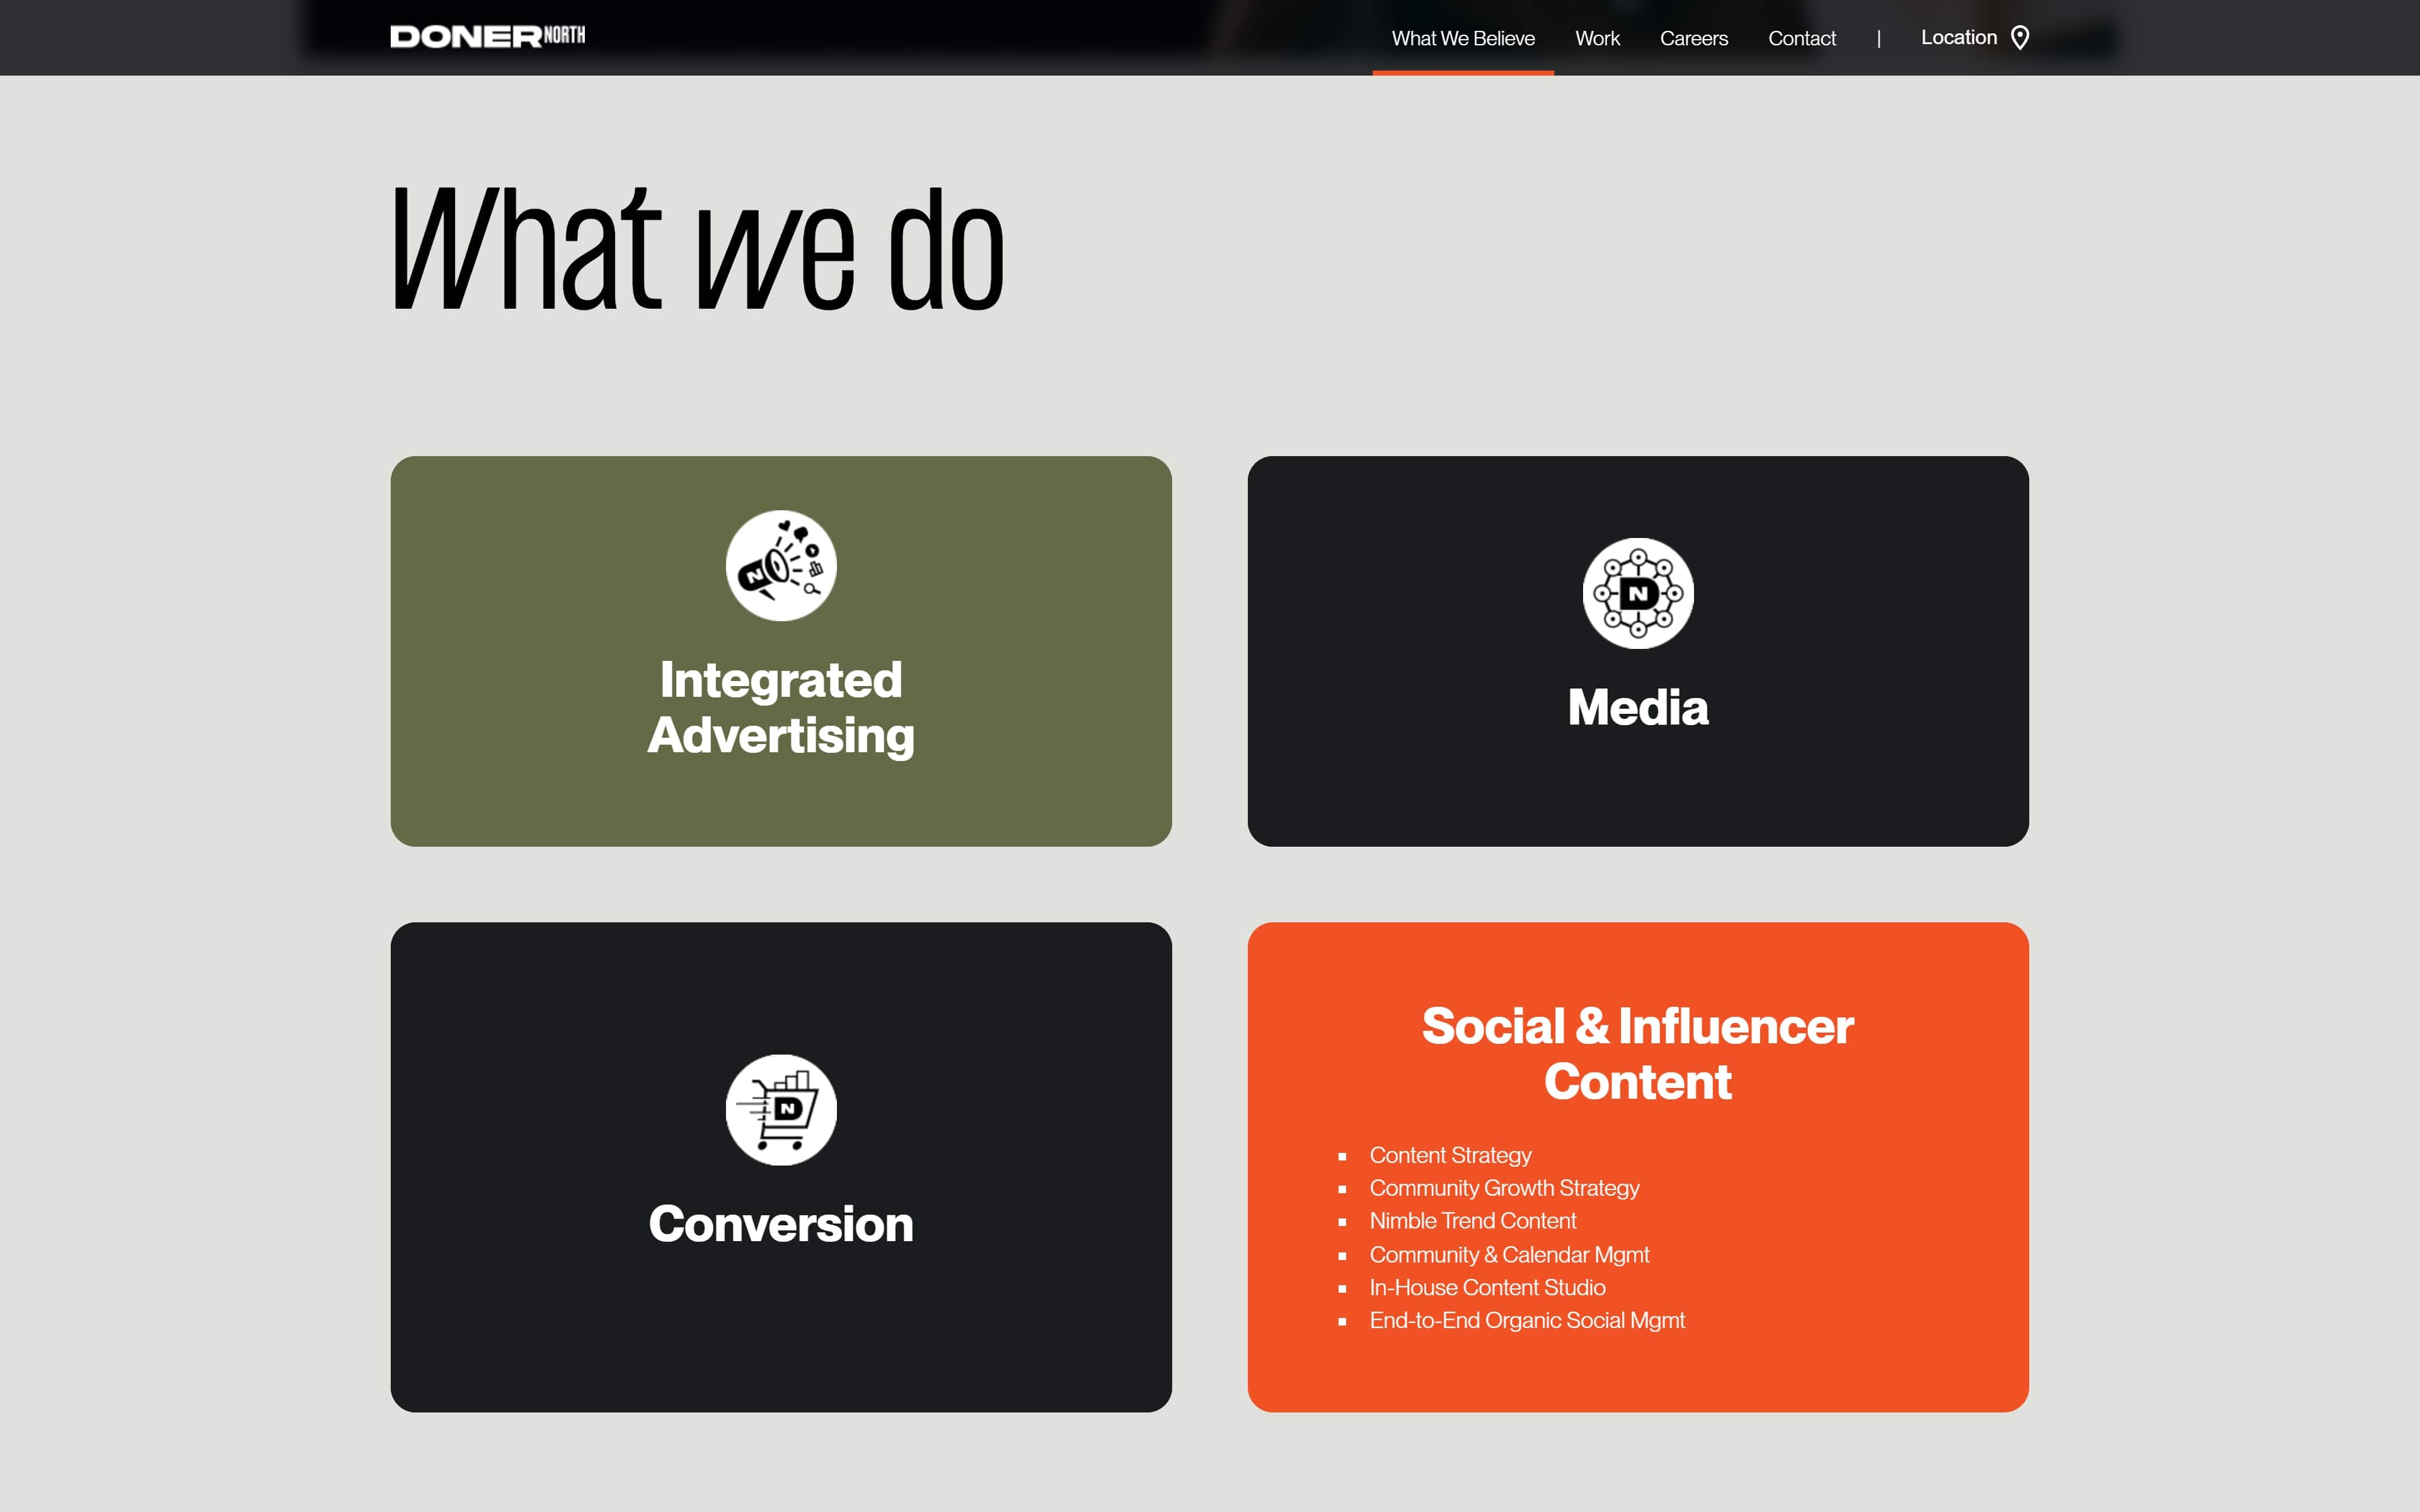 DONER NORTH
What We Believe
Work
Careers
Contact
|
Location
What we do
N
Integrated
Advertising
N
Media
N
Conversion
Social & Influencer
Content
▪ Content Strategy
▪ Community Growth Strategy
▪ Nimble Trend Content
▪ Community & Calendar Mgmt
▪ In-House Content Studio
▪ End-to-End Organic Social Mgmt